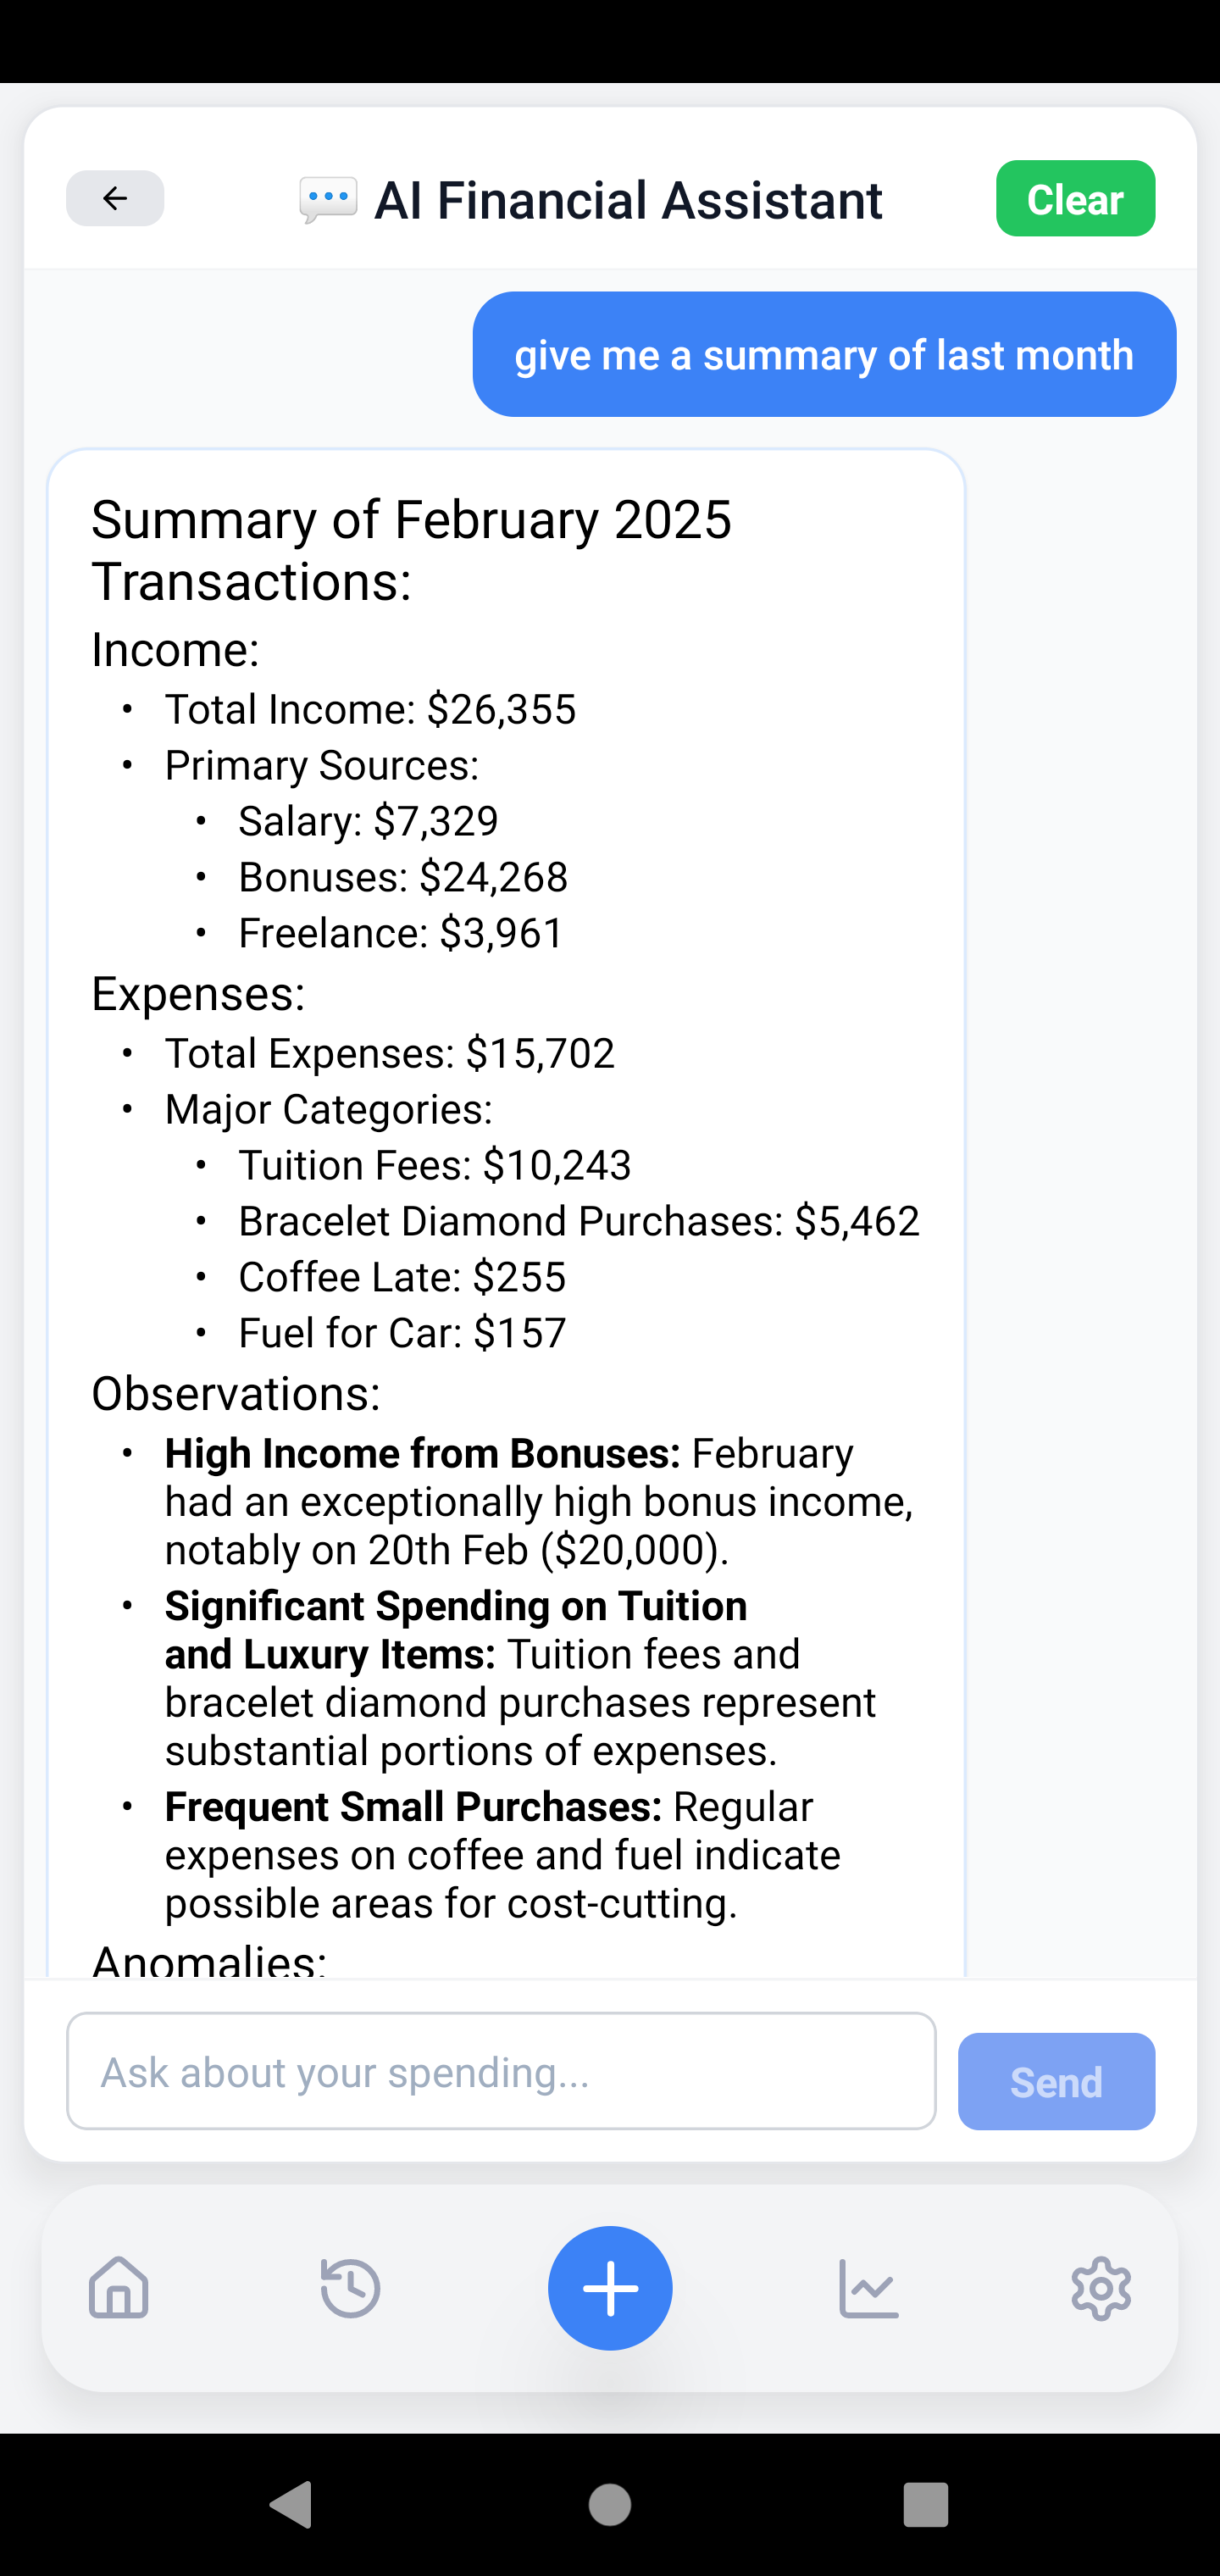 AI Financial Assistant
Clear
give me a summary of last month
Summary of February 2025
Transactions:
Income:
• Total Income: $26,355
• Primary Sources:
• Salary: $7,329
• Bonuses: $24,268
• Freelance: $3,961
Expenses:
• Total Expenses: $15,702
• Major Categories:
• Tuition Fees: $10,243
• Bracelet Diamond Purchases: $5,462
• Coffee Late: $255
• Fuel for Car: $157
Observations:
• High Income from Bonuses: February
had an exceptionally high bonus income,
notably on 20th Feb ($20,000).
• Significant Spending on Tuition
and Luxury Items: Tuition fees and
bracelet diamond purchases represent
substantial portions of expenses.
• Frequent Small Purchases: Regular
expenses on coffee and fuel indicate
possible areas for cost-cutting.
Anomalies:
Ask about your spending...
Send